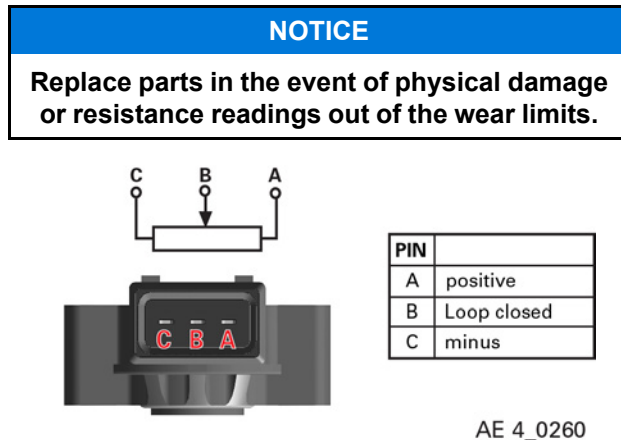 NOTICE
Replace parts in the event of physical damage
or resistance readings out of the wear limits.
C B A
C B A
PIN
A positive
B Loop closed
C minus
AE 4_0260